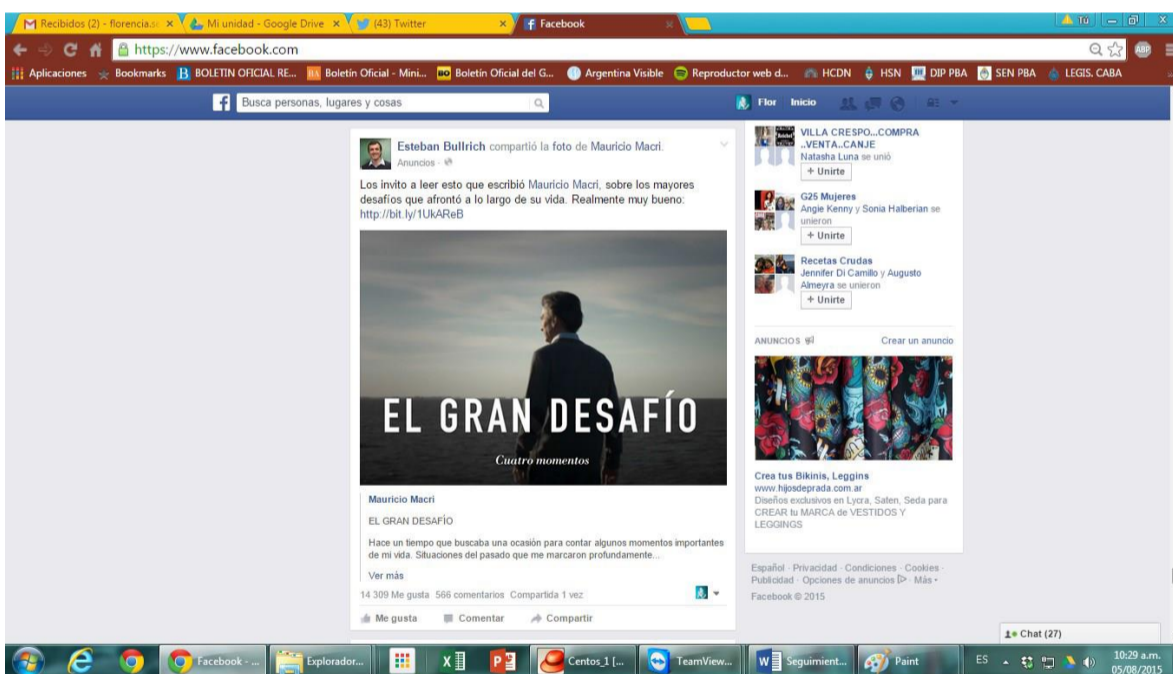 Recibidos (2) - florencia.sc
Mi unidad - Google Drive
(43) Twitter
Facebook
Tú
https://www.facebook.com
ABP
Aplicaciones
Bookmarks
BOLETIN OFICIAL RE...
Boletín Oficial - Mini...
Boletín Oficial del G...
Argentina Visible
Reproductor web d...
HCDN
HSN
DIP PBA
SEN PBA
LEGIS. CABA
Busca personas, lugares y cosas
Flor
Inicio
Esteban Bullrich compartió la foto de Mauricio Macri.
Anuncios ·
Los invito a leer esto que escribió Mauricio Macri, sobre los mayores
desafíos que afrontó a lo largo de su vida. Realmente muy bueno:
http://bit.ly/1UkAReB
EL GRAN DESAFÍO
Cuatro momentos
Mauricio Macri
EL GRAN DESAFÍO
Hace un tiempo que buscaba una ocasión para contar algunos momentos importantes
de mi vida. Situaciones del pasado que me marcaron profundamente...
Ver más
14 309 Me gusta 566 comentarios Compartida 1 vez
Me gusta
Comentar
Compartir
VILLA CRESPO...COMPRA
..VENTA..CANJE
Natasha Luna se unió
+ Unirte
G25 Mujeres
Angie Kenny y Sonia Halberian se
unieron
+ Unirte
Recetas Crudas
Jennifer Di Camillo y Augusto
Almeyra se unieron
+ Unirte
ANUNCIOS
Crear un anuncio
Crea tus Bikinis, Leggins
www.hijosdeprada.com.ar
Diseños exclusivos en Lycra, Saten, Seda para
CREAR tu MARCA de VESTIDOS Y
LEGGINGS
Español · Privacidad · Condiciones · Cookies ·
Publicidad · Opciones de anuncios · Más
Facebook © 2015
Chat (27)
Facebook - ...
Explorador...
Centos_1 [...
TeamView...
Seguimient...
Paint
ES
10:29 a.m.
05/08/2015